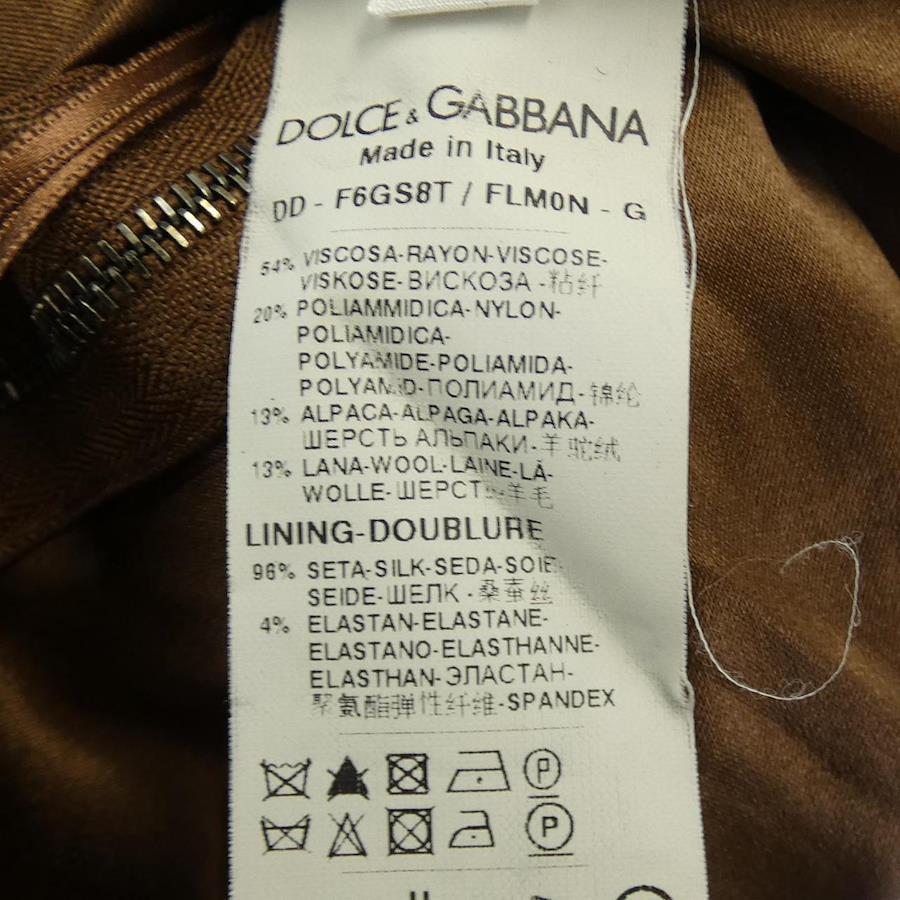 DOLCE & GABBANA
Made in Italy
DD - F6GS8T / FLM0N - G
54% VISCOSA-RAYON-VISCOSE-
VISKOSE-ВИСКОЗА -粘纤
20% POLIAMMIDICA-NYLON-
POLIAMIDICA-
POLYAMIDE-POLIAMIDA-
POLYAMID-ПОЛИАМИД-锦纶
13% ALPACA-ALPAGA-ALPAKA-
ШЕРСТЬ АЛЬПАКИ-羊驼绒
13% LANA-WOOL-LAINE-LÃ-
WOLLE-ШЕРСТЬ-羊毛
LINING-DOUBLURE
96% SETA-SILK-SEDA-SOIE-
SEIDE-ШЕЛК -桑蚕丝
4% ELASTAN-ELASTANE-
ELASTANO-ELASTHANNE-
ELASTHAN-ЭЛАСТАН-
聚氨酯弹性纤维-SPANDEX
P
P